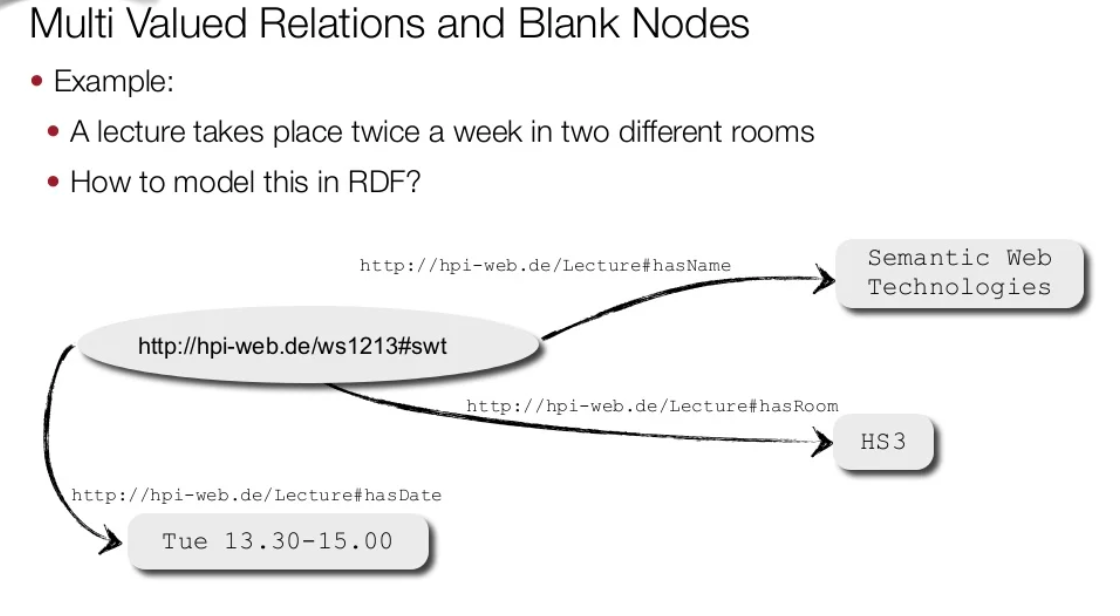 Multi Valued Relations and Blank Nodes
• Example:
• A lecture takes place twice a week in two different rooms
• How to model this in RDF?
http://hpi-web.de/Lecture#hasName
Semantic Web
Technologies
http://hpi-web.de/ws1213#swt
http://hpi-web.de/Lecture#hasRoom
HS3
http://hpi-web.de/Lecture#hasDate
Tue 13.30-15.00